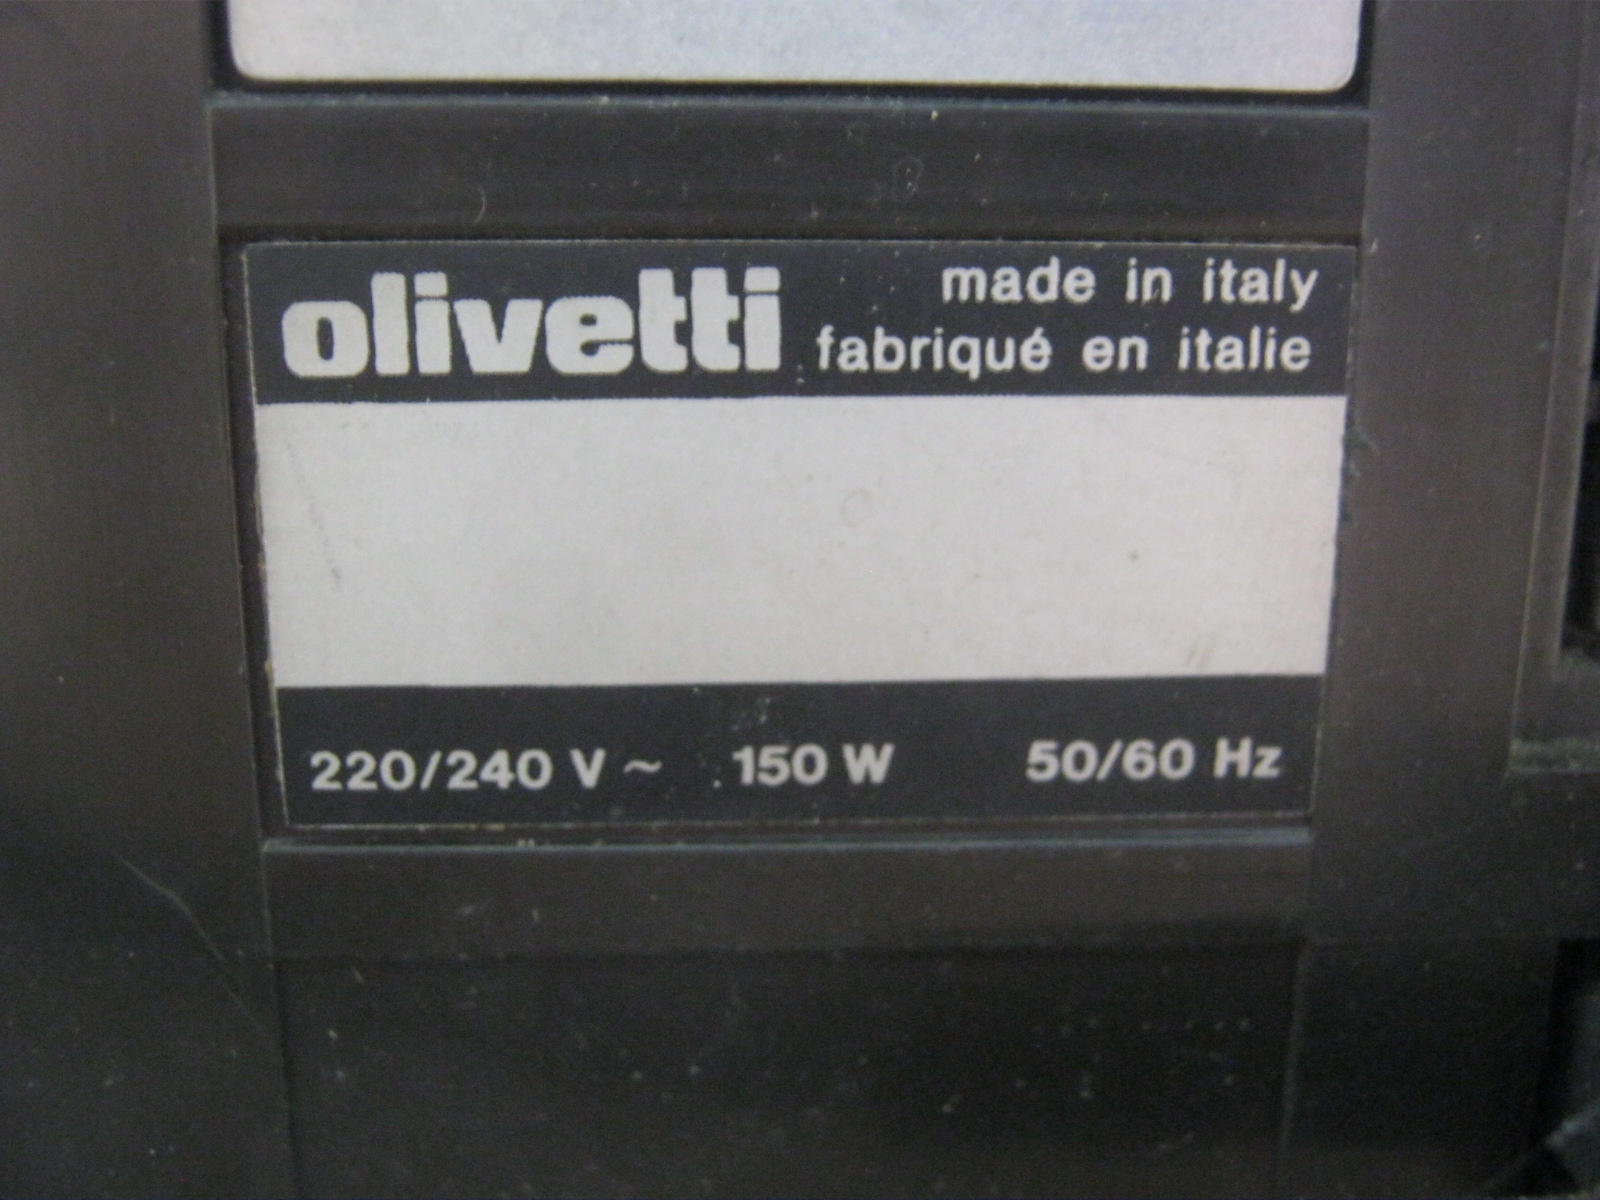 olivetti
made in italy
fabriqué en italie
220/240 V ~ 150 W 50/60 Hz